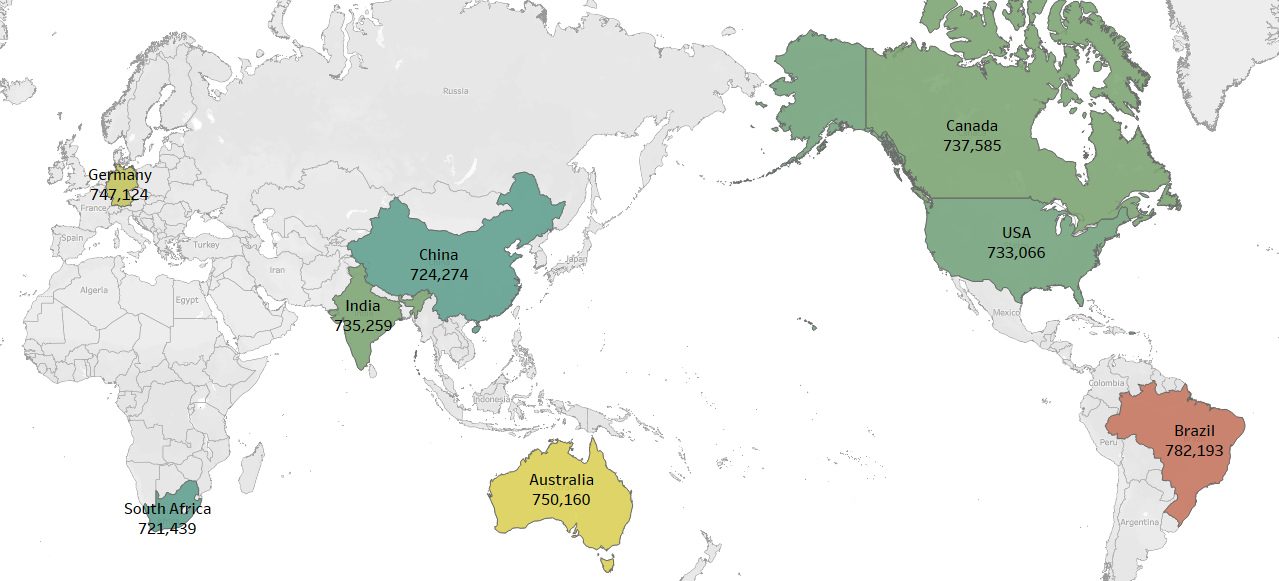 Russia
Canada
737,585
Germany
747,124
France
Spain
Turkey
USA
733,066
China
724,274
Japan
Iran
Algeria
Egypt
India
735,259
Mexico
Colombia
Indonesia
Brazil
782,193
Peru
Australia
750,160
South Africa
721,439
Argentina